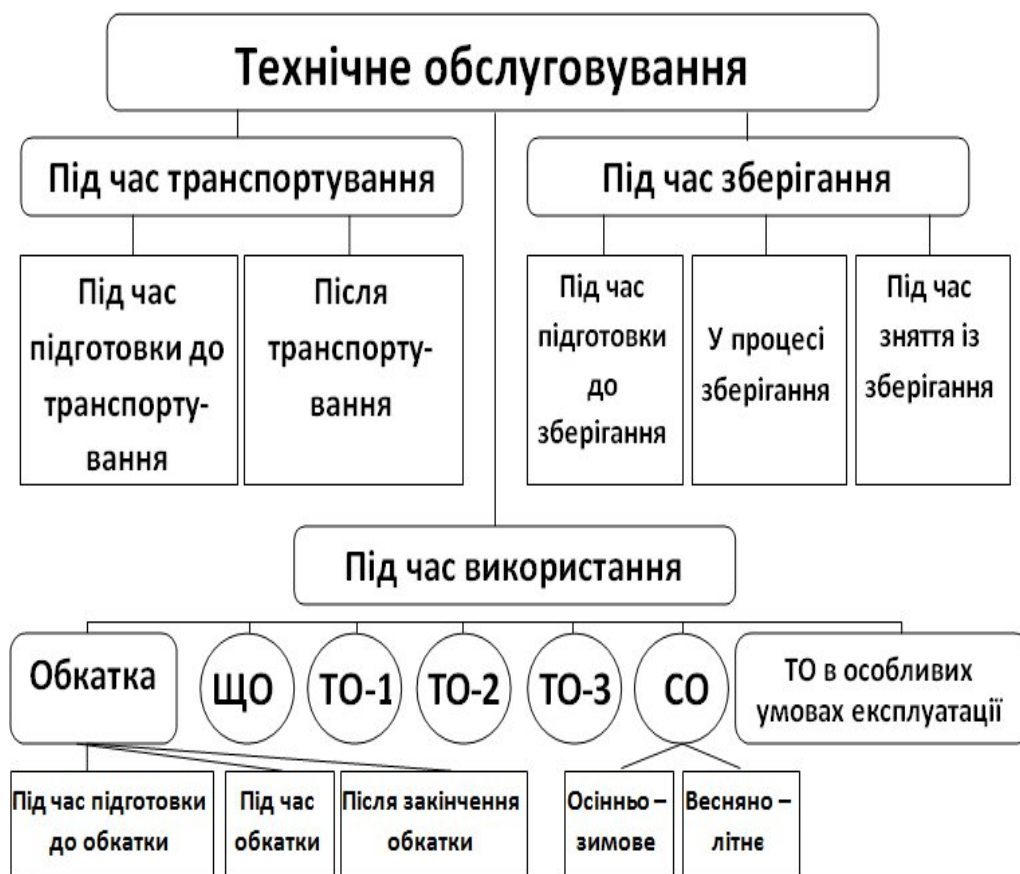 Технічне обслуговування
Під час транспортування
Під час зберігання
Під час
підготовки до
транспорту-
вання
Після
транспорту-
вання
Під час
підготовки
до
зберігання
У процесі
зберігання
Під час
зняття із
зберігання
Під час використання
Обкатка
ЩО
ТО-1
ТО-2
ТО-3
СО
ТО в особливих
умовах експлуатації
Під час підготовки
до обкатки
Під час
обкатки
Після закінчення
обкатки
Осінньо –
зимове
Весняно –
літнє